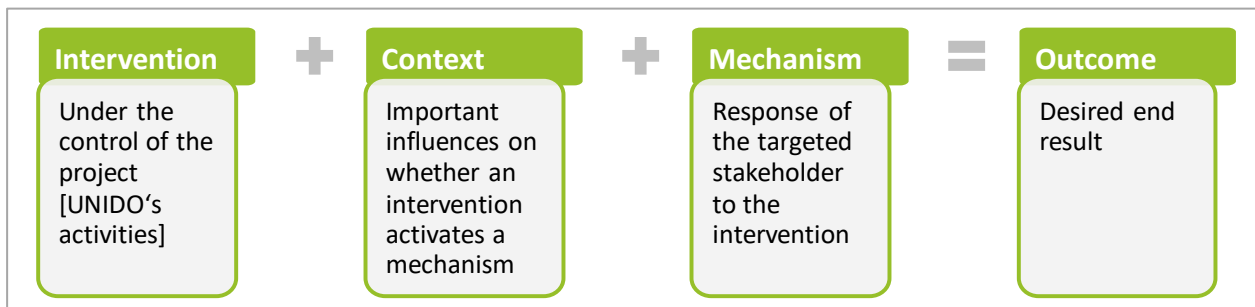 Intervention
Under the
control of the
project
[UNIDO‘s
activities]
+
Context
Important
influences on
whether an
intervention
activates a
mechanism
+
Mechanism
Response of
the targeted
stakeholder
to the
intervention
=
Outcome
Desired end
result